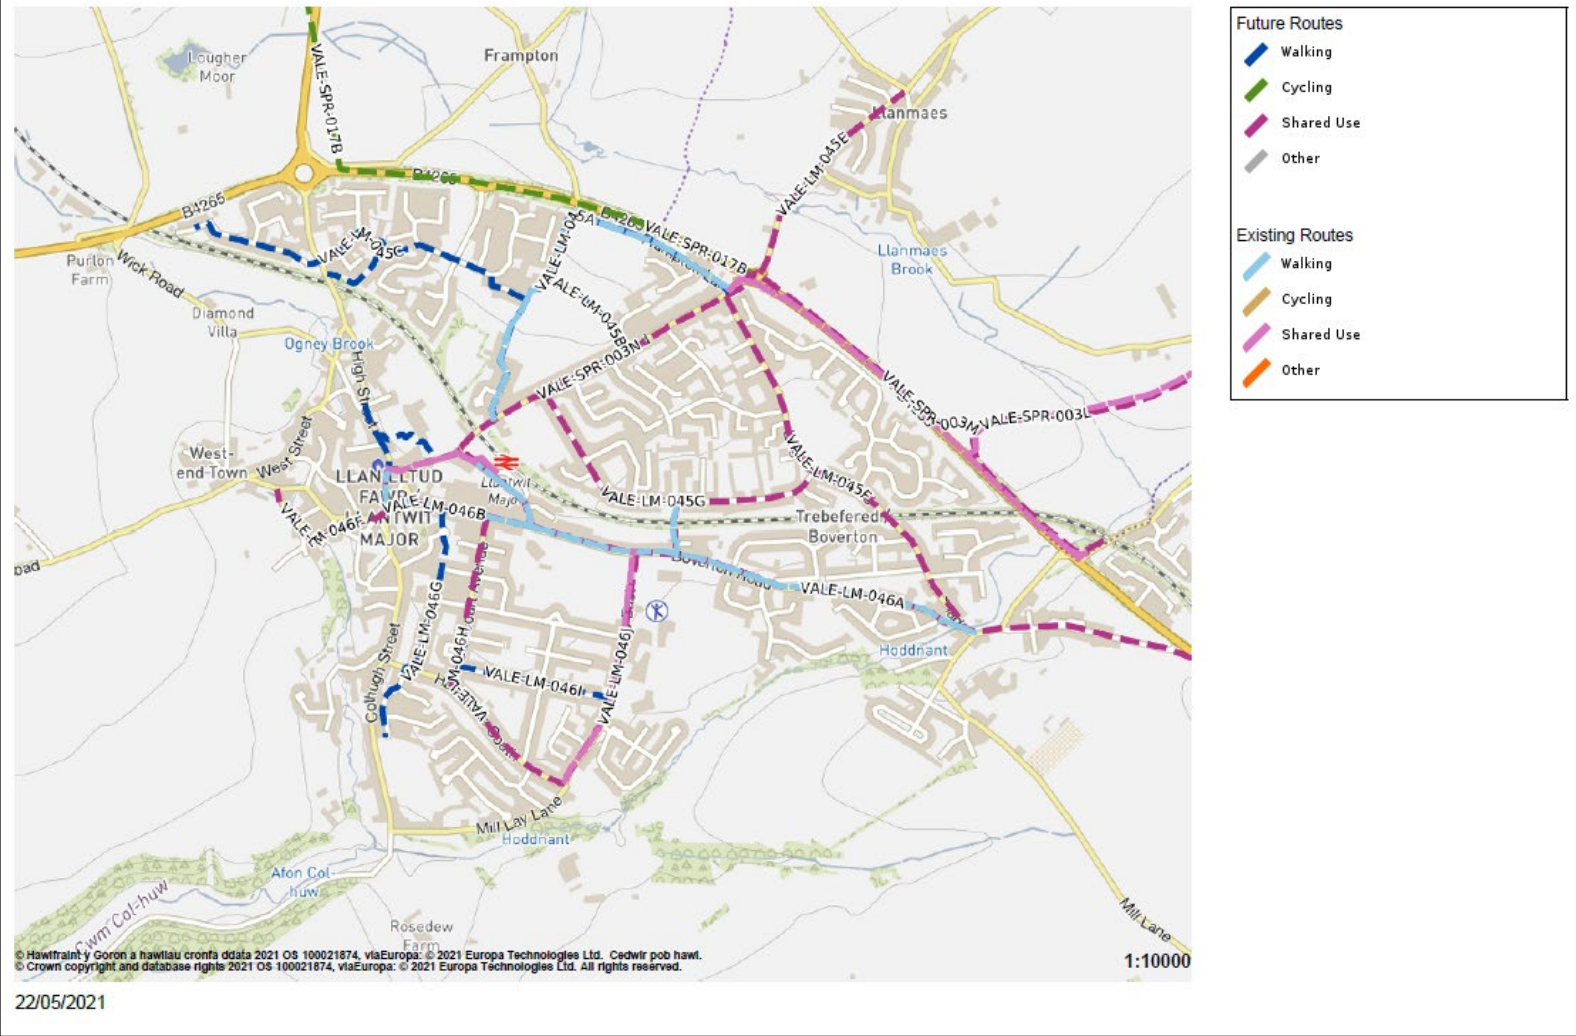 Future Routes
Walking
Cycling
Shared Use
Other
Existing Routes
Walking
Cycling
Shared Use
Other
Lougher
Moor
Frampton
VALE-SPR-017B
Llanmaes
VALE-LM-045E
B4265
B4265
B4265
VALE-SPR-017B
VALE-LM-045C
Purlon
Farm
Wick Road
Llanmaes
Brook
Diamond
Villa
VALE-LM-045B
Ogney Brook
VALE-SPR-003N
High St
VALE-SPR-003M
VALE-SPR-003L
West Street
West-
end-Town
LLANILLTUD
FAWR
LLANTWIT
MAJOR
Llantwit
Major
VALE-LM-045F
VALE-LM-045G
VALE-LM-046B
Trebefered/
Boverton
Boverton Road
VALE-LM-046A
VALE-LM-046G
VALE-LM-046H
VALE-LM-046J
VALE-LM-046I
Hoddnant
Colhugh Street
Mill Lay Lane
Hoddnant
Afon Col-
huw
Cwm Col-huw
Rosedew
Farm
Mill Lane
© Hawlfraint y Goron a hawliau cronfa ddata 2021 OS 100021874, viaEuropa: © 2021 Europa Technologies Ltd. Cedwir pob hawl.
© Crown copyright and database rights 2021 OS 100021874, viaEuropa: © 2021 Europa Technologies Ltd. All rights reserved.
1:10000
22/05/2021